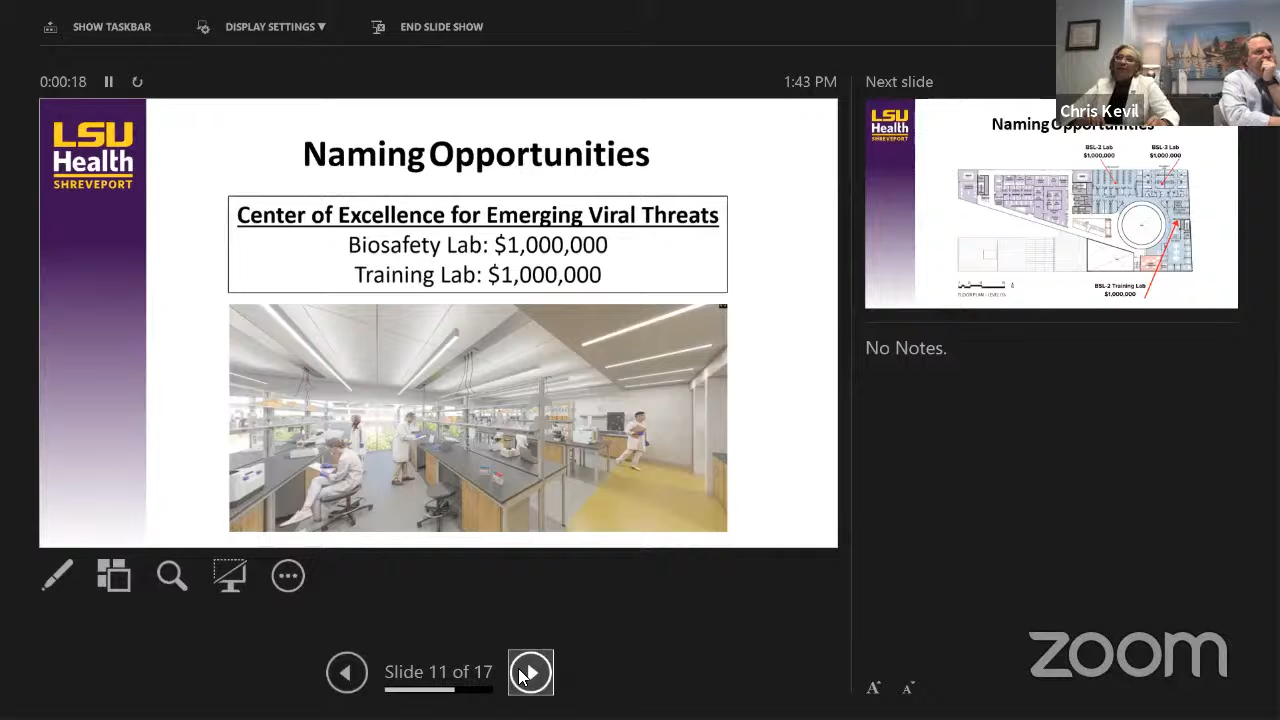 SHOW TASKBAR
DISPLAY SETTINGS ▼
END SLIDE SHOW
0:00:18
1:43 PM
Next slide
Chris Kevil
LSU
Health
SHREVEPORT
Naming Opportunities
Center of Excellence for Emerging Viral Threats
Biosafety Lab: $1,000,000
Training Lab: $1,000,000
LSU
Health
SHREVEPORT
Naming Opportunities
BSL-2 Lab
$1,000,000
BSL-3 Lab
$1,000,000
BSL-2 Training Lab
$1,000,000
No Notes.
Slide 11 of 17
A
A
zoom